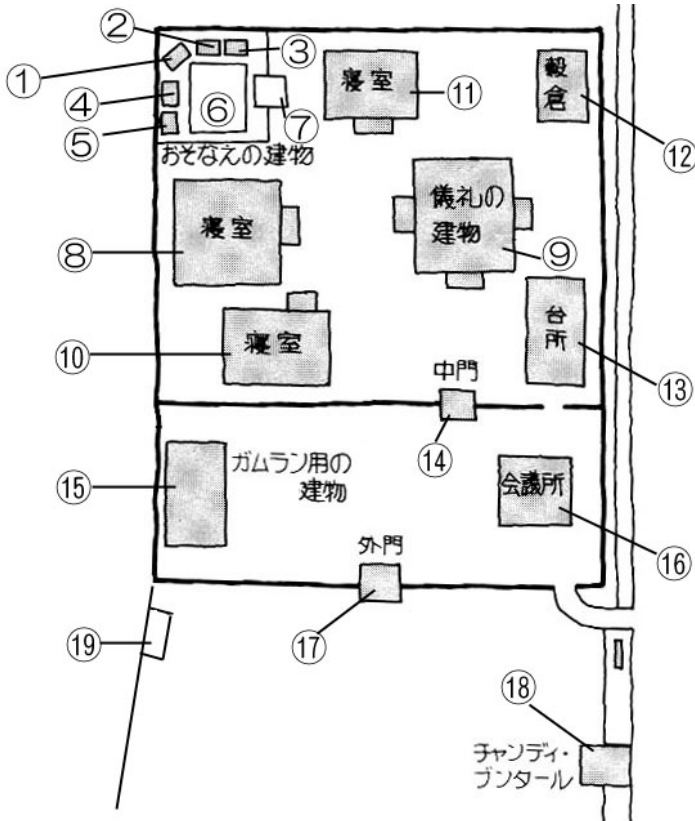 ②
③
①
④
⑤
⑥
⑦
おそなえの建物
寝室
⑪
穀
倉
⑫
寝室
⑧
儀礼の
建物
⑨
寝室
⑩
台
所
⑬
中門
⑭
ガムラン用の
建物
⑮
会議所
⑯
外門
⑰
⑲
⑱
チャンディ・
ブンタール